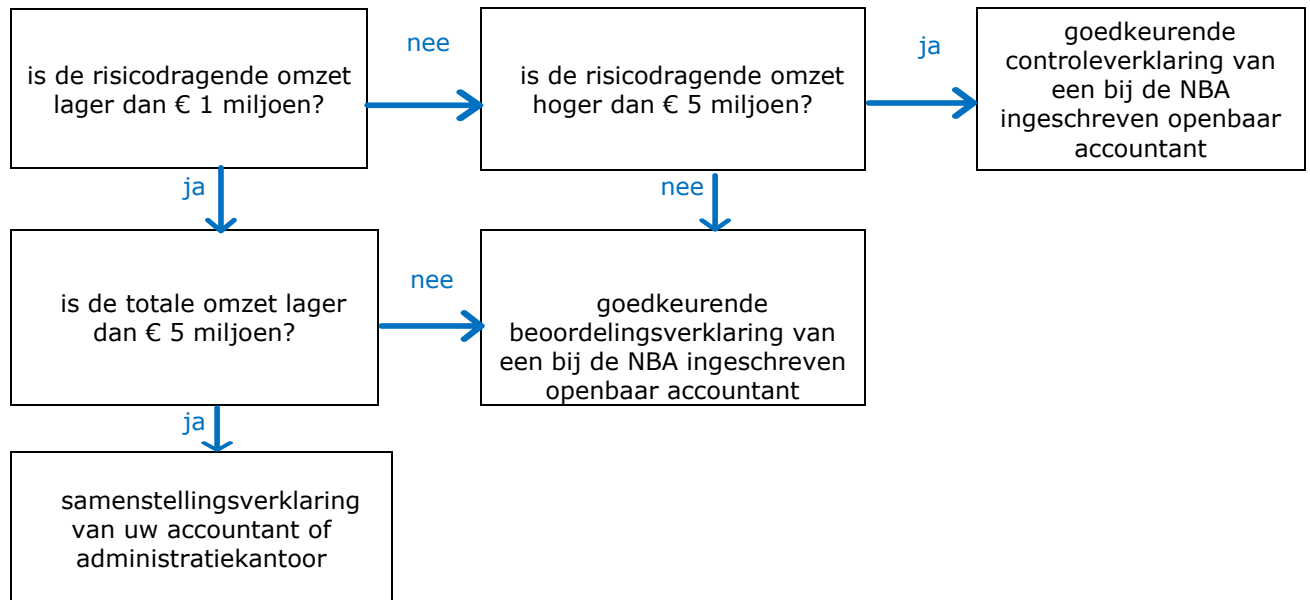 is de risicodragende omzet
lager dan € 1 miljoen?
nee
is de risicodragende omzet
hoger dan € 5 miljoen?
ja
goedkeurende
controleverklaring van
een bij de NBA
ingeschreven openbaar
accountant
ja
nee
is de totale omzet lager
dan € 5 miljoen?
nee
goedkeurende
beoordelingsverklaring van
een bij de NBA ingeschreven
openbaar accountant
ja
samenstellingsverklaring
van uw accountant of
administratiekantoor